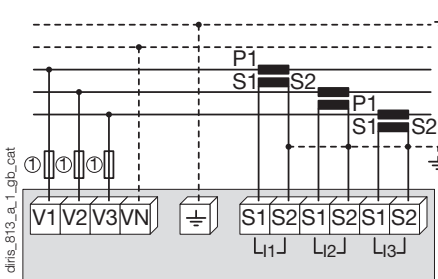 P1
S1 S2
P1
S1 S2
① ① ①
V1 V2 V3 VN S1 S2 S1 S2 S1 S2
I1 I2 I3
diris_813_a_1_gb_cat